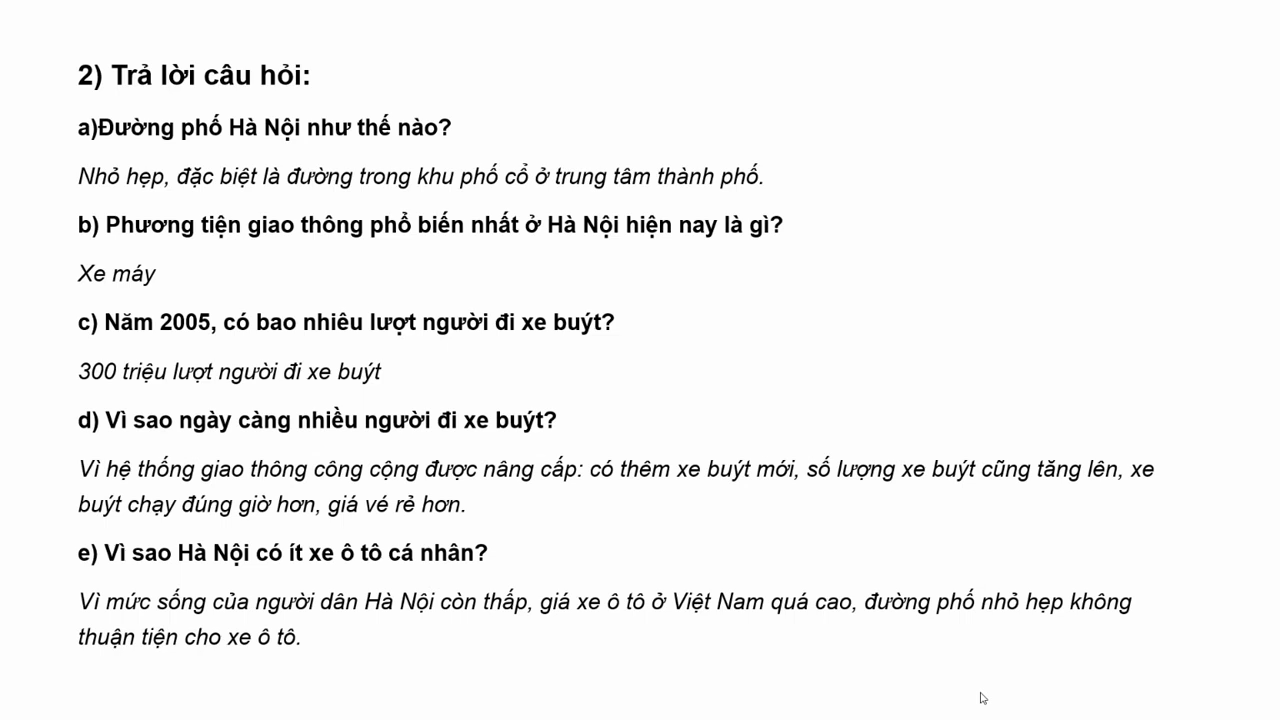 2) Trả lời câu hỏi:
a)Đường phố Hà Nội như thế nào?
Nhỏ hẹp, đặc biệt là đường trong khu phố cổ ở trung tâm thành phố.
b) Phương tiện giao thông phổ biến nhất ở Hà Nội hiện nay là gì?
Xe máy
c) Năm 2005, có bao nhiêu lượt người đi xe buýt?
300 triệu lượt người đi xe buýt
d) Vì sao ngày càng nhiều người đi xe buýt?
Vì hệ thống giao thông công cộng được nâng cấp: có thêm xe buýt mới, số lượng xe buýt cũng tăng lên, xe
buýt chạy đúng giờ hơn, giá vé rẻ hơn.
e) Vì sao Hà Nội có ít xe ô tô cá nhân?
Vì mức sống của người dân Hà Nội còn thấp, giá xe ô tô ở Việt Nam quá cao, đường phố nhỏ hẹp không
thuận tiện cho xe ô tô.